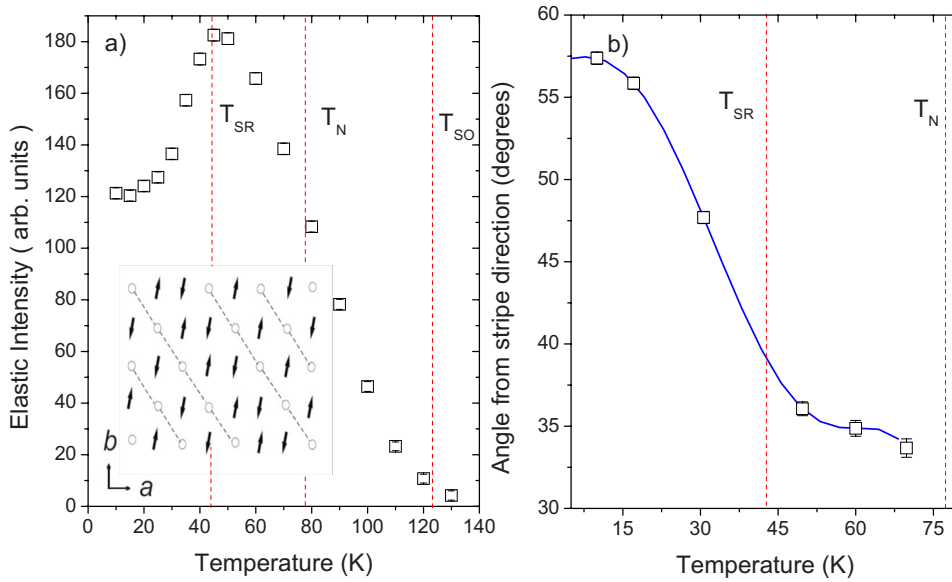 a)
T_SR
T_N
T_SO
Elastic Intensity ( arb. units )
180
160
140
120
100
80
60
40
20
0
b
a
0 20 40 60 80 100 120 140
Temperature (K)
b)
T_SR
T_N
Angle from stripe direction (degrees)
60
55
50
45
40
35
30
15 30 45 60 75
Temperature (K)